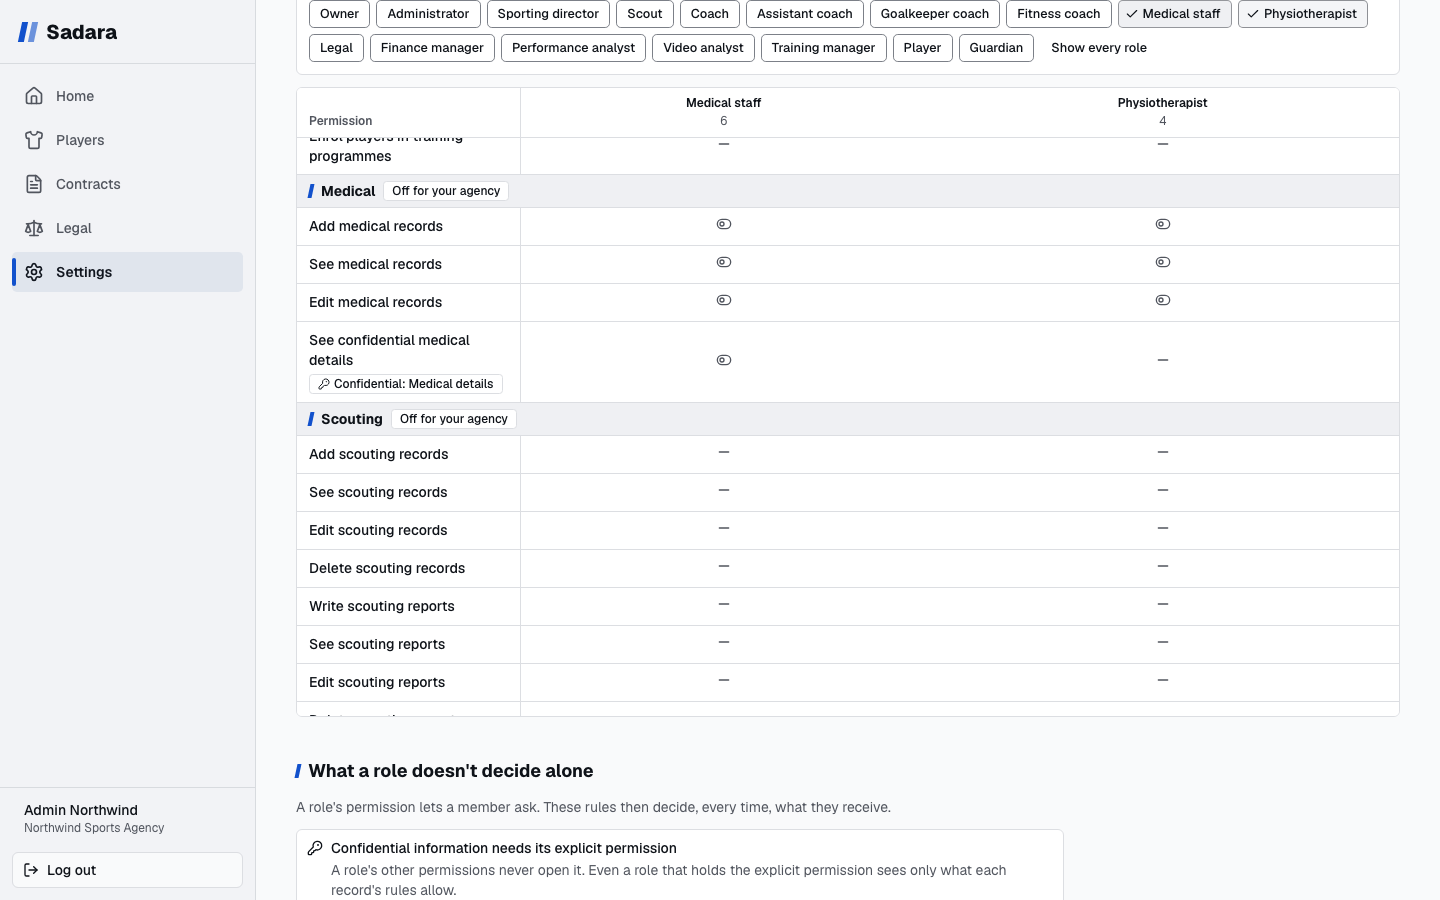 Sadara
Home
Players
Contracts
Legal
Settings
Admin Northwind
Northwind Sports Agency
Log out
Owner Administrator Sporting director Scout Coach Assistant coach Goalkeeper coach Fitness coach Medical staff Physiotherapist
Legal Finance manager Performance analyst Video analyst Training manager Player Guardian Show every role
Permission Medical staff 6 Physiotherapist 4
Enrol players in training
programmes
Medical Off for your agency
Add medical records
See medical records
Edit medical records
See confidential medical
details
Confidential: Medical details
Scouting Off for your agency
Add scouting records
See scouting records
Edit scouting records
Delete scouting records
Write scouting reports
See scouting reports
Edit scouting reports
What a role doesn't decide alone
A role's permission lets a member ask. These rules then decide, every time, what they receive.
Confidential information needs its explicit permission
A role's other permissions never open it. Even a role that holds the explicit permission sees only what each
record's rules allow.